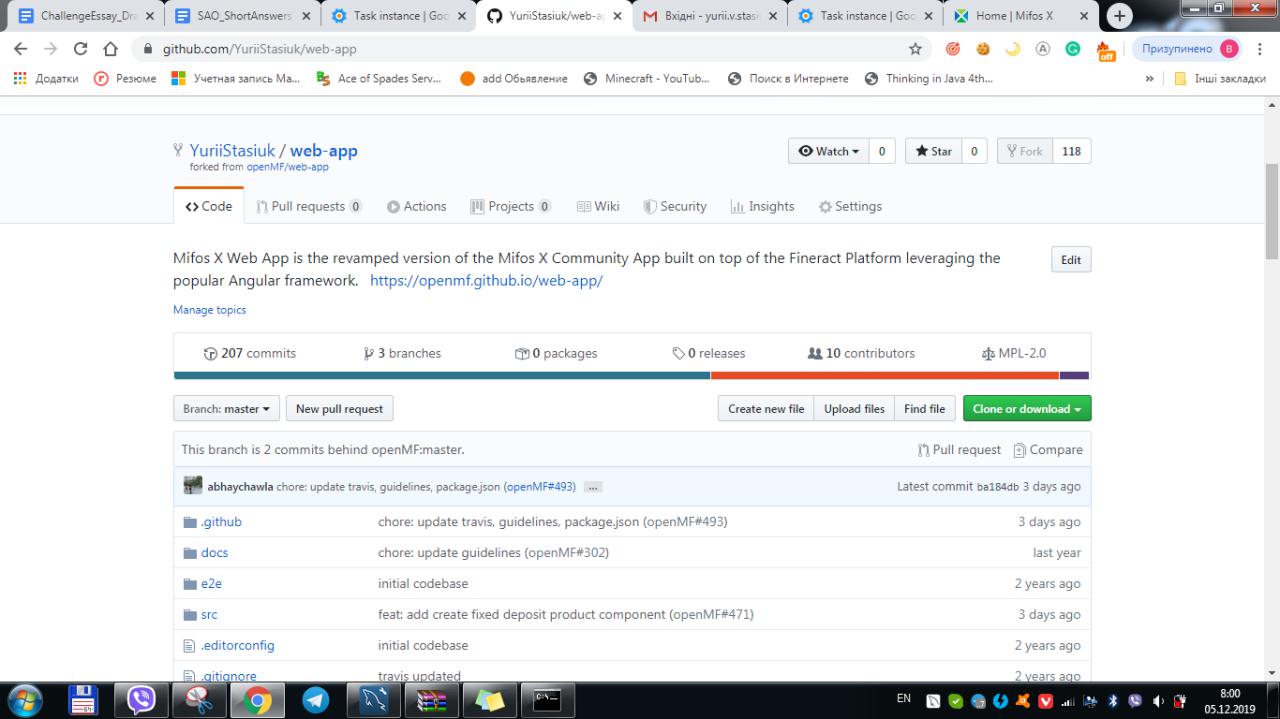 ChallengeEssay_Dra
SAO_ShortAnswers
Task instance | Goo
YuriiStasiuk/web-ap
Вхідні - yurii.v.stasi
Task instance | Goo
Home | Mifos X
github.com/YuriiStasiuk/web-app
off
Призупинено
B
Додатки
Резюме
Учетная запись Ма...
Ace of Spades Serv...
add Обьявление
Minecraft - YouTub...
Поиск в Интернете
Thinking in Java 4th...
»
Інші закладки
YuriiStasiuk / web-app
forked from openMF/web-app
Watch 0
Star 0
Fork 118
Code
Pull requests 0
Actions
Projects 0
Wiki
Security
Insights
Settings
Mifos X Web App is the revamped version of the Mifos X Community App built on top of the Fineract Platform leveraging the
popular Angular framework. https://openmf.github.io/web-app/
Edit
Manage topics
207 commits
3 branches
0 packages
0 releases
10 contributors
MPL-2.0
Branch: master
New pull request
Create new file
Upload files
Find file
Clone or download
This branch is 2 commits behind openMF:master.
Pull request
Compare
abhaychawla chore: update travis, guidelines, package.json (openMF#493) ...
Latest commit ba184db 3 days ago
.github chore: update travis, guidelines, package.json (openMF#493) 3 days ago
docs chore: update guidelines (openMF#302) last year
e2e initial codebase 2 years ago
src feat: add create fixed deposit product component (openMF#471) 3 days ago
.editorconfig initial codebase 2 years ago
.gitignore travis updated 2 years ago
EN
8:00
05.12.2019